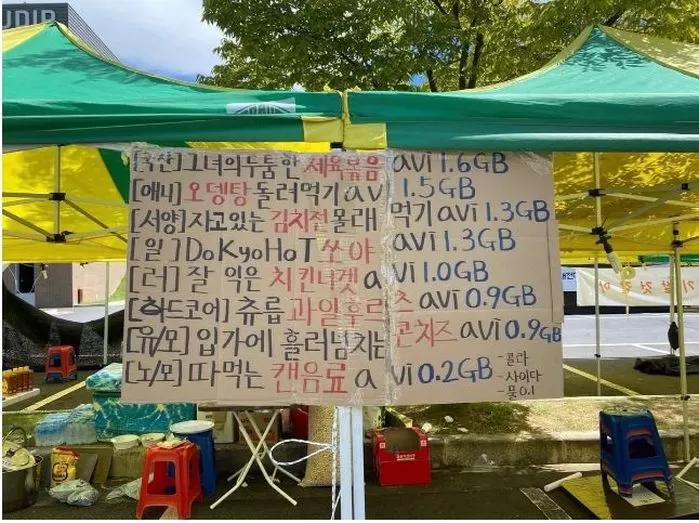 UDIP
[국산] 그녀의 두툼한 제육볶음 avi 1.6GB
[애니] 오뎅탕 돌려먹기 avi 1.5GB
[서양] 자고있는 김치전 몰래 먹기 avi 1.3GB
[일] DoKyoHoT 쏘야 avi 1.3GB
[러] 잘 익은 치킨너겟 avi 1.0GB
[하드코어] 츄릅 과일후르츠 avi 0.9GB
[유/모] 입가에 흘러넘치는 콘치즈 avi 0.9GB
[노/모] 따먹는 캔음료 avi 0.2GB
- 콜라
- 사이다
- 물 0.1